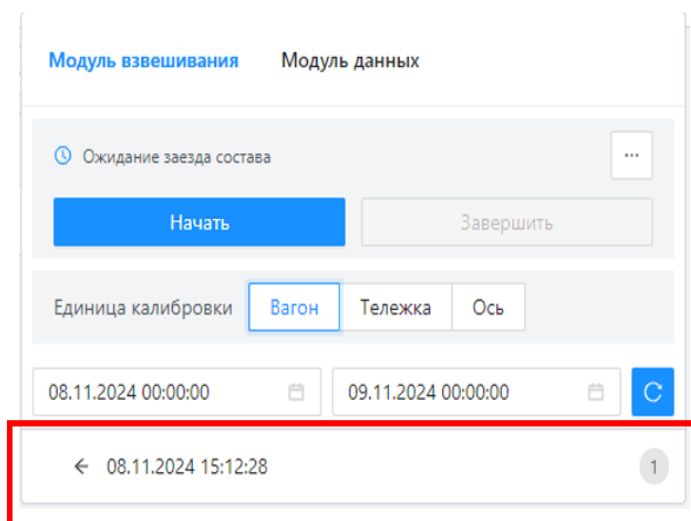 Модуль взвешивания Модуль данных
Ожидание заезда состава ...
Начать Завершить
Единица калибровки Вагон Тележка Ось
08.11.2024 00:00:00 09.11.2024 00:00:00
← 08.11.2024 15:12:28 1